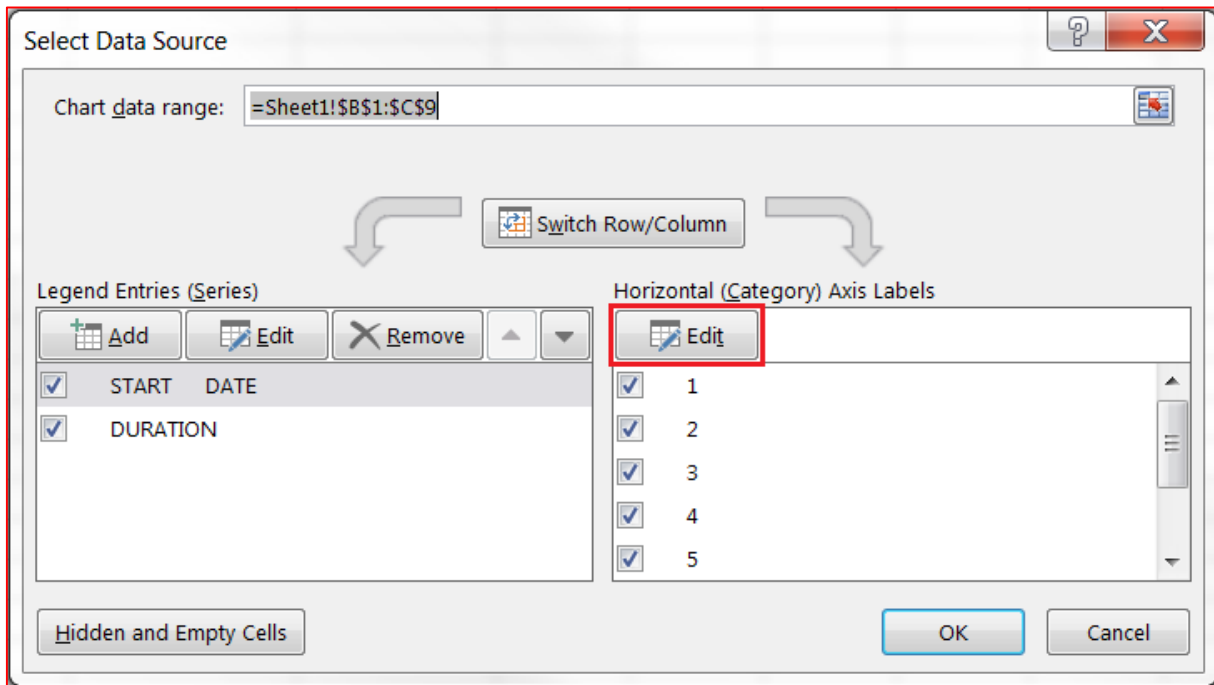 Select Data Source
Chart data range: =Sheet1!$B$1:$C$9
Switch Row/Column
Legend Entries (Series)
Add Edit Remove
START DATE
DURATION
Horizontal (Category) Axis Labels
Edit
1
2
3
4
5
Hidden and Empty Cells
OK Cancel